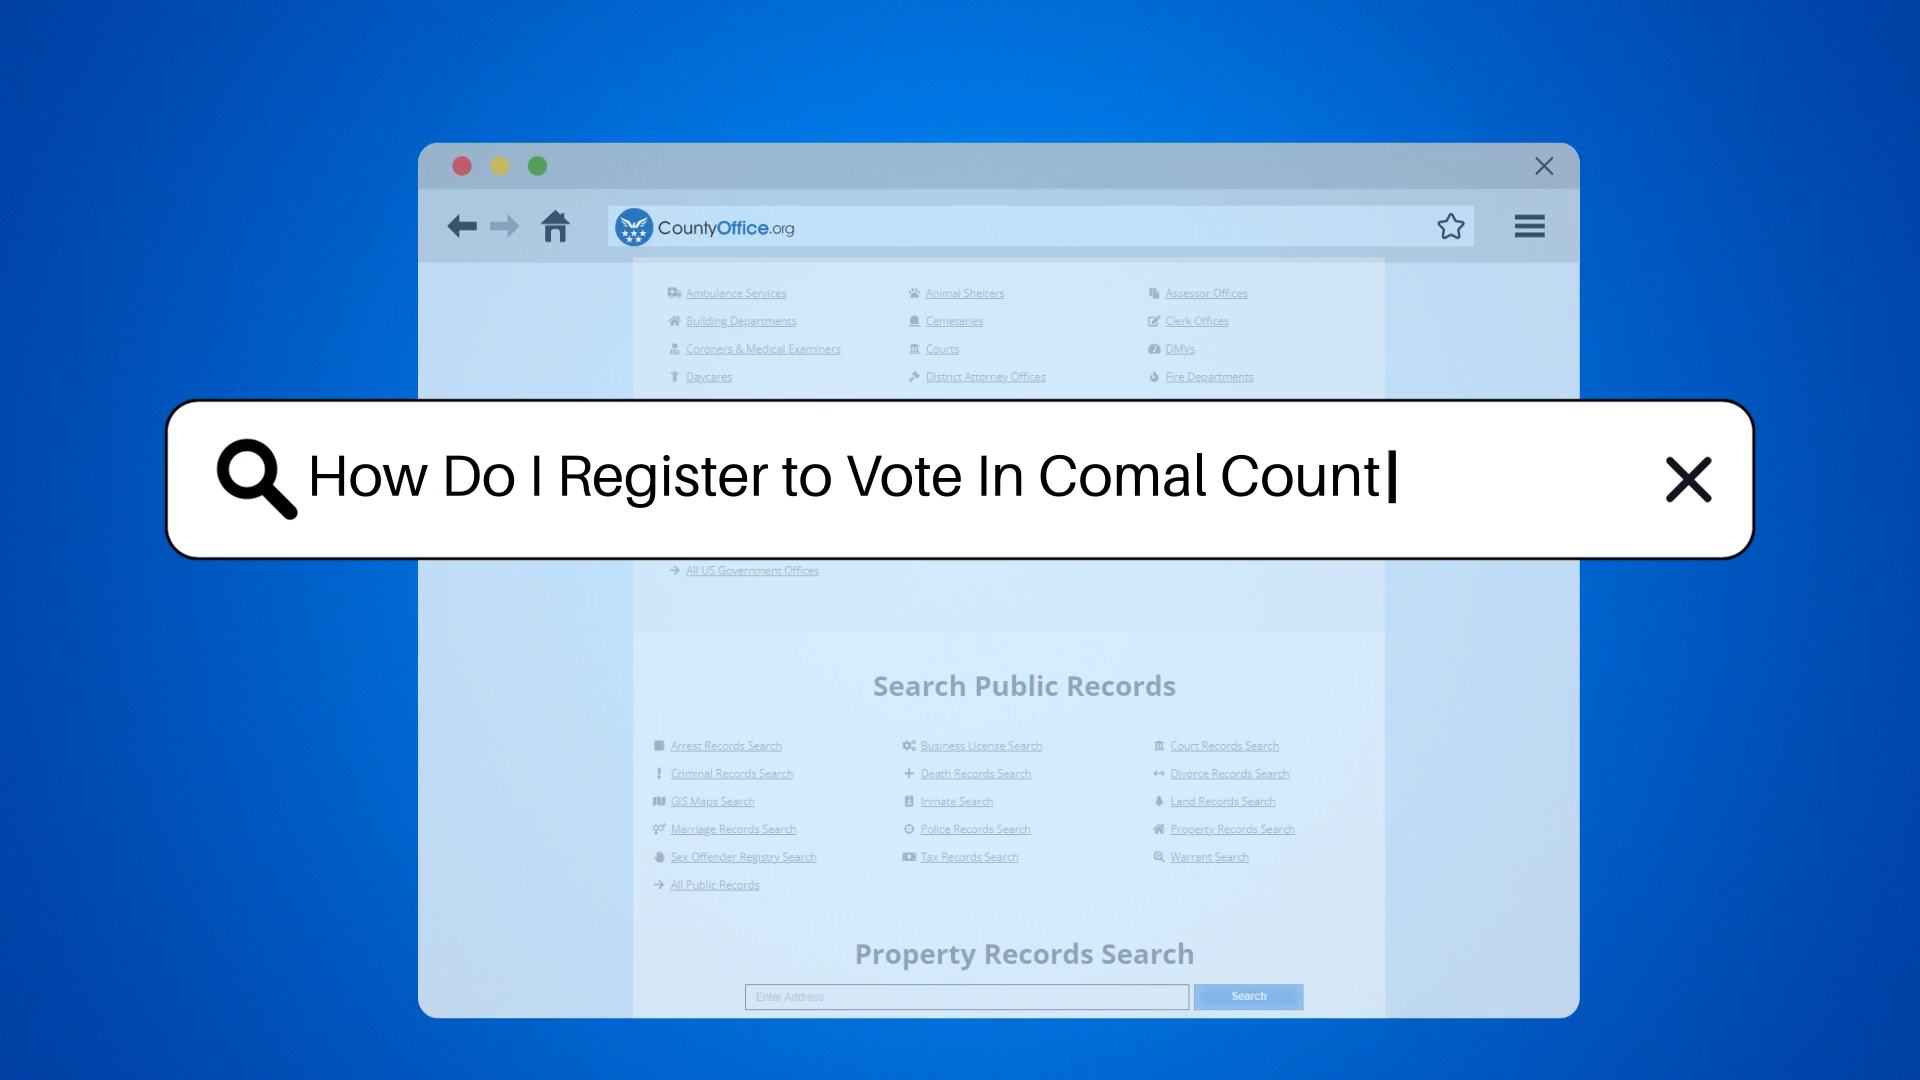 CountyOffice.org
Ambulance Services Animal Shelters Assessor Offices
Building Departments Cemeteries Clerk Offices
Coroners & Medical Examiners Courts DMVs
Daycares District Attorney Offices Fire Departments
How Do I Register to Vote In Comal Count
All US Government Offices
Search Public Records
Arrest Records Search Business License Search Court Records Search
Criminal Records Search Death Records Search Divorce Records Search
GIS Maps Search Inmate Search Land Records Search
Marriage Records Search Police Records Search Property Records Search
Sex Offender Registry Search Tax Records Search Warrant Search
All Public Records
Property Records Search
Enter Address Search